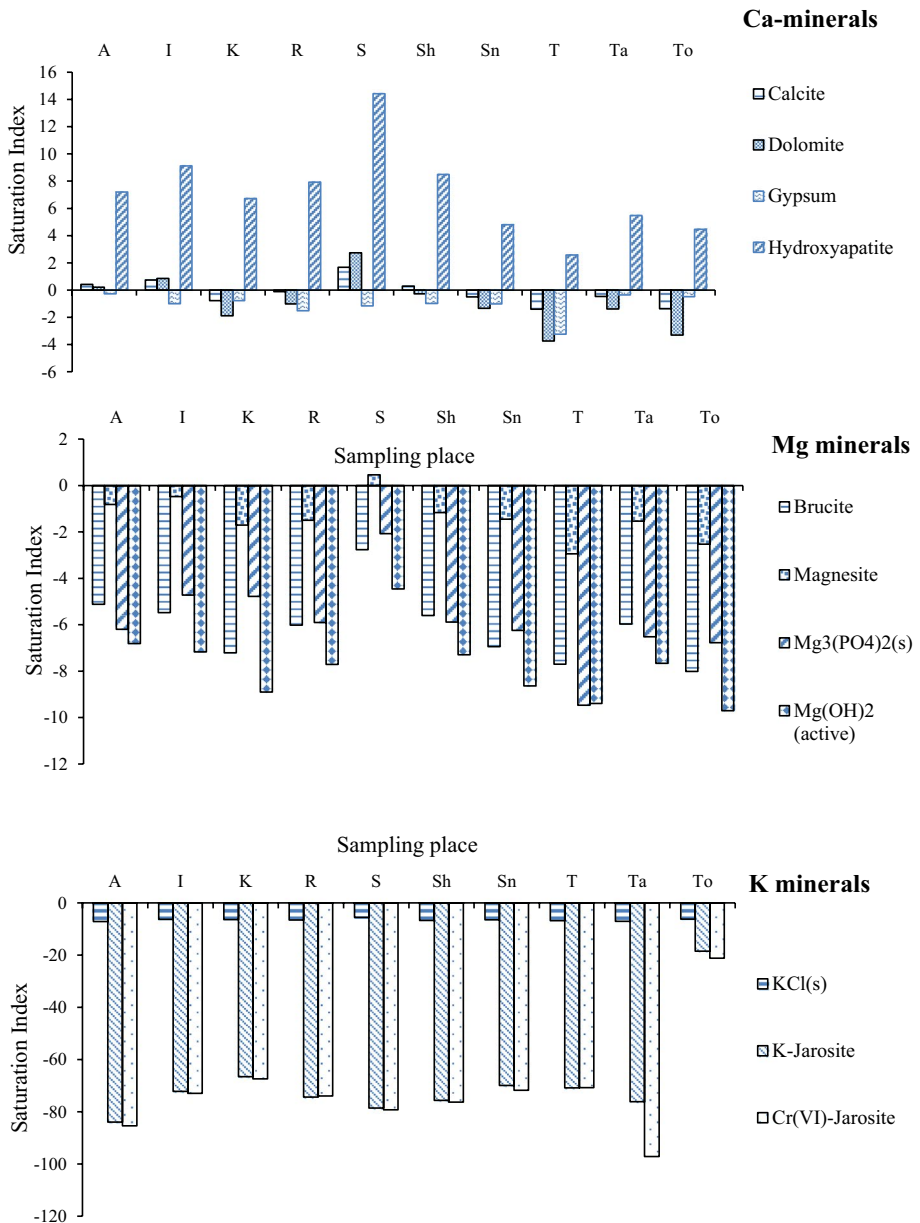 Ca-minerals
A I K R S Sh Sn T Ta To
16
14
12
10
8
6
4
2
0
-2
-4
-6
Saturation Index
Calcite
Dolomite
Gypsum
Hydroxyapatite
A I K R S Sh Sn T Ta To
Mg minerals
Sampling place
2
0
-2
-4
-6
-8
-10
-12
Saturation Index
Brucite
Magnesite
Mg3(PO4)2(s)
Mg(OH)2
(active)
Sampling place
A I K R S Sh Sn T Ta To
K minerals
0
-20
-40
-60
-80
-100
-120
Saturation Index
KCl(s)
K-Jarosite
Cr(VI)-Jarosite